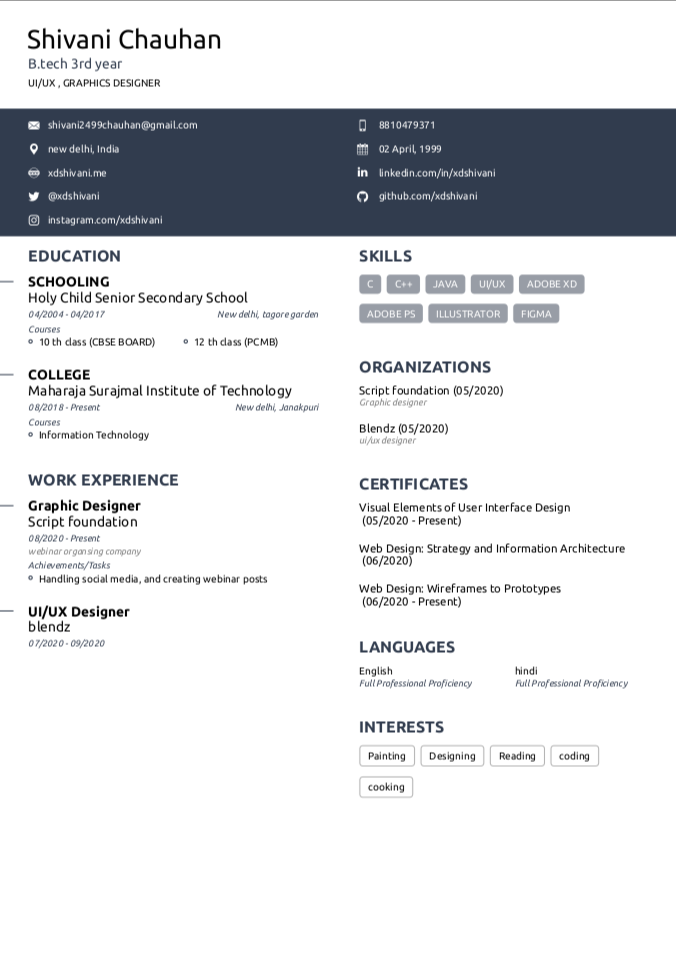 Shivani Chauhan
B.tech 3rd year
UI/UX , GRAPHICS DESIGNER
shivani2499chauhan@gmail.com
8810479371
new delhi, India
02 April, 1999
xdshivani.me
linkedin.com/in/xdshivani
@xdshivani
github.com/xdshivani
instagram.com/xdshivani
EDUCATION
SCHOOLING
Holy Child Senior Secondary School
04/2004 - 04/2017 New delhi, tagore garden
Courses
10 th class (CBSE BOARD) 12 th class (PCMB)
COLLEGE
Maharaja Surajmal Institute of Technology
08/2018 - Present New delhi, Janakpuri
Courses
Information Technology
WORK EXPERIENCE
Graphic Designer
Script foundation
08/2020 - Present
webinar organsing company
Achievements/Tasks
Handling social media, and creating webinar posts
UI/UX Designer
blendz
07/2020 - 09/2020
SKILLS
C C++ JAVA UI/UX ADOBE XD
ADOBE PS ILLUSTRATOR FIGMA
ORGANIZATIONS
Script foundation (05/2020)
Graphic designer
Blendz (05/2020)
ui/ux designer
CERTIFICATES
Visual Elements of User Interface Design
(05/2020 - Present)
Web Design: Strategy and Information Architecture
(06/2020)
Web Design: Wireframes to Prototypes
(06/2020 - Present)
LANGUAGES
English hindi
Full Professional Proficiency Full Professional Proficiency
INTERESTS
Painting Designing Reading coding
cooking